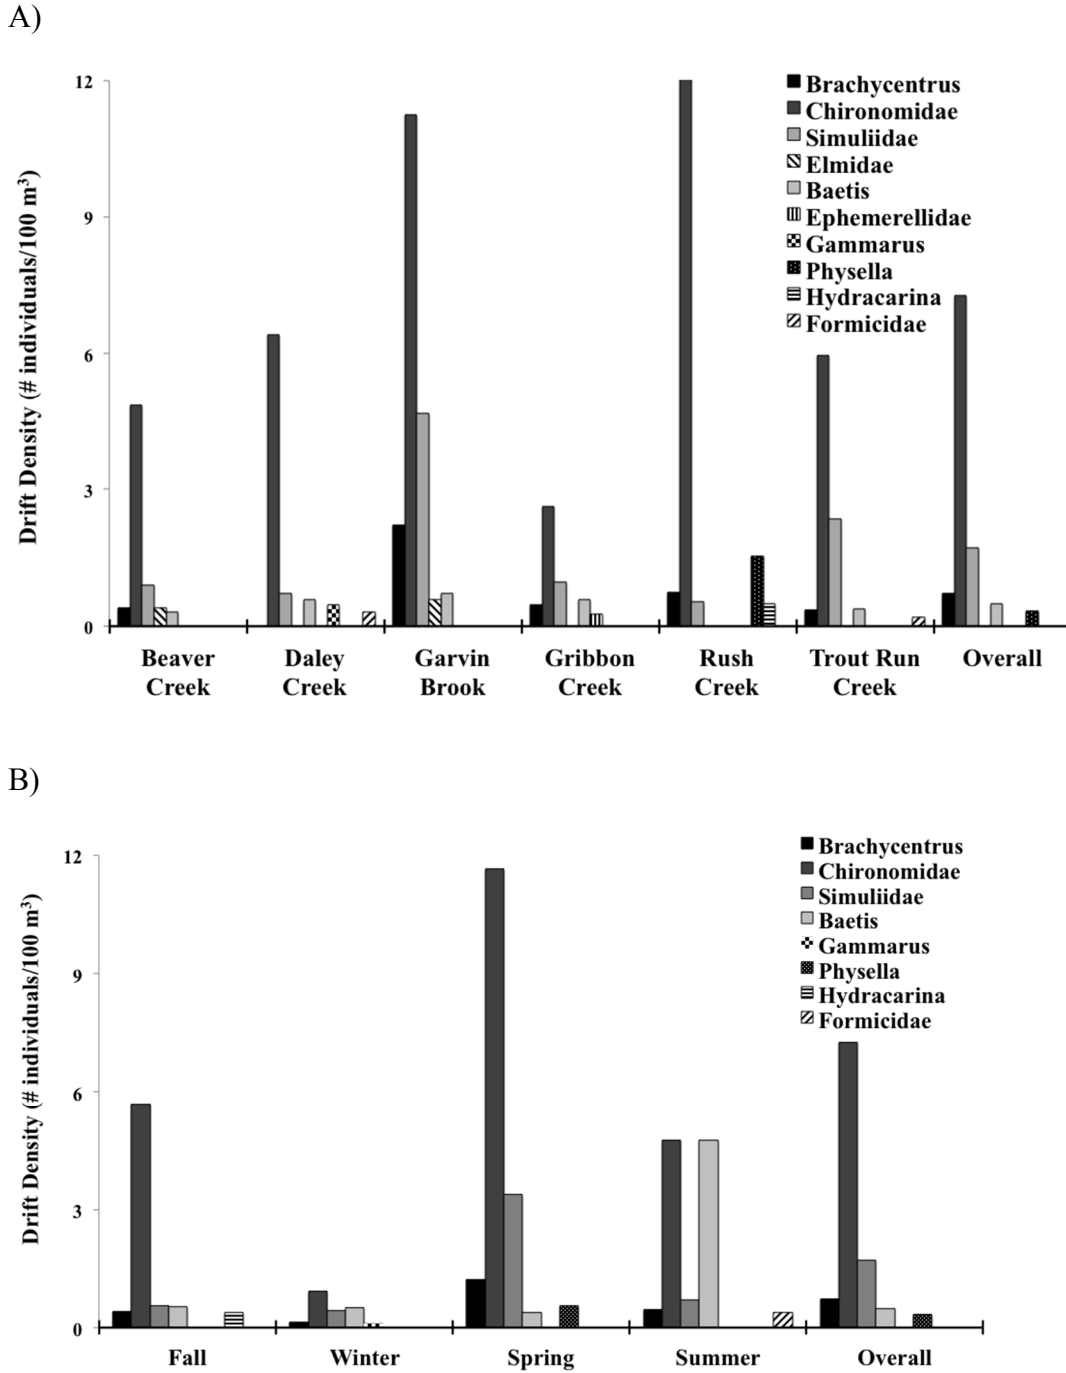 A)
Drift Density (# individuals/100 m³)
12
9
6
3
0
Brachycentrus
Chironomidae
Simuliidae
Elmidae
Baetis
Ephemerellidae
Gammarus
Physella
Hydracarina
Formicidae
Beaver Creek
Daley Creek
Garvin Brook
Gribbon Creek
Rush Creek
Trout Run Creek
Overall
B)
Drift Density (# individuals/100 m³)
12
9
6
3
0
Brachycentrus
Chironomidae
Simuliidae
Baetis
Gammarus
Physella
Hydracarina
Formicidae
Fall
Winter
Spring
Summer
Overall